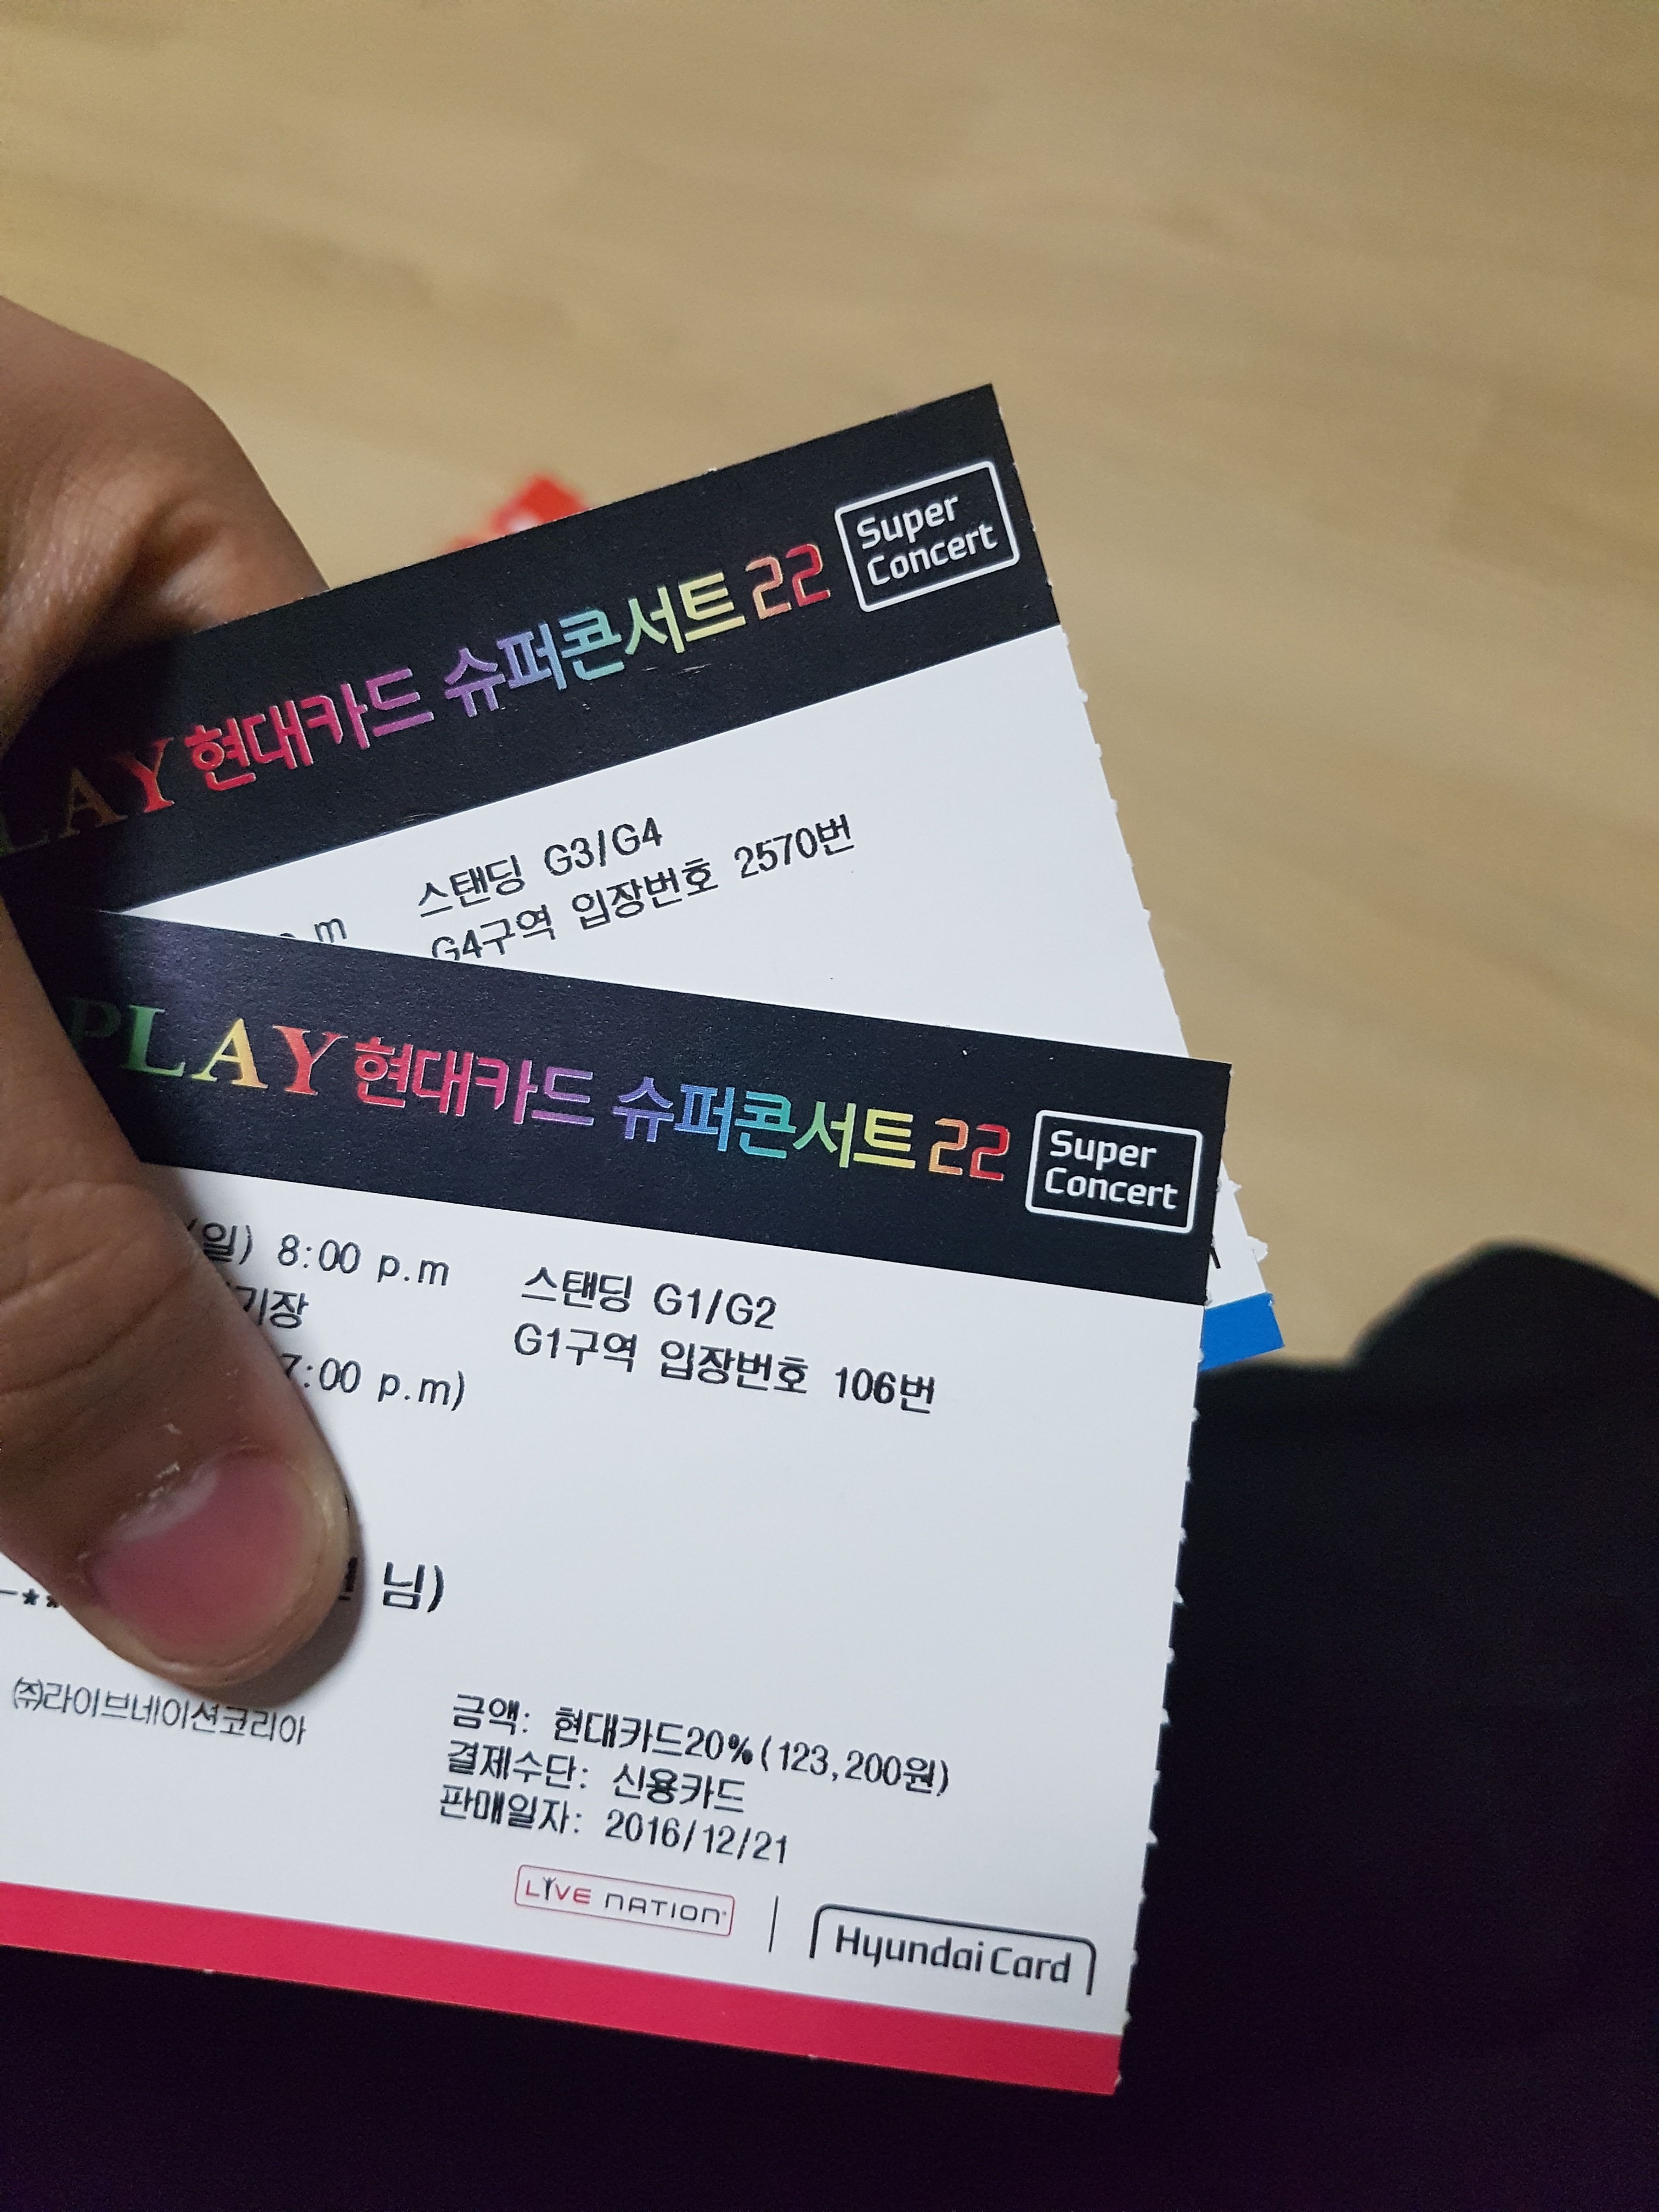 LAY 현대카드 슈퍼콘서트 22 Super Concert
스탠딩 G3/G4
G4구역 입장번호 2570번
p.m
PLAY 현대카드 슈퍼콘서트 22 Super Concert
(일) 8:00 p.m 스탠딩 G1/G2
기장 G1구역 입장번호 106번
7:00 p.m)
님)
-**
㈜라이브네이션코리아
금액: 현대카드20%(123,200원)
결제수단: 신용카드
판매일자: 2016/12/21
LIVE NATION
HyundaiCard